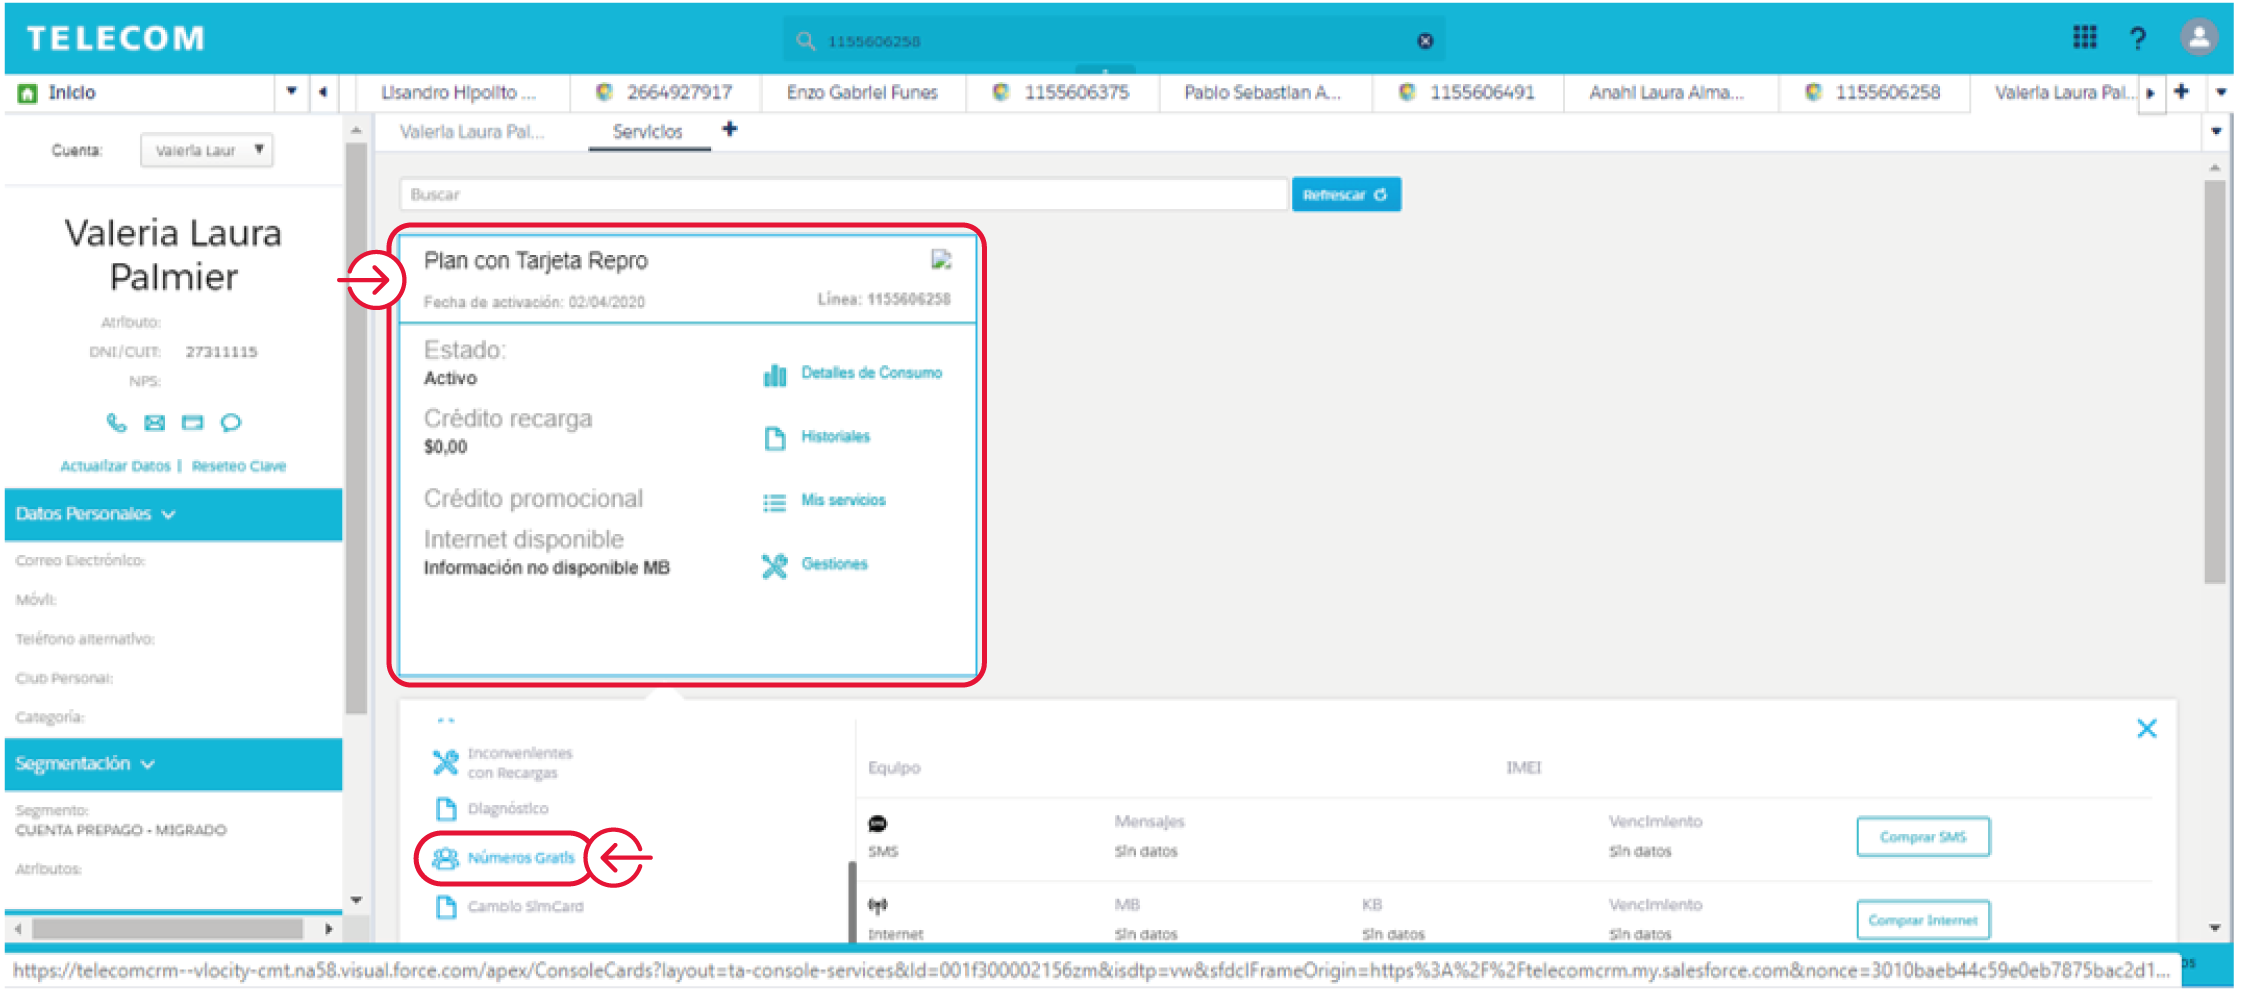 TELECOM
1155606258
Inicio
Lisandro Hipolito ...
2664927917
Enzo Gabriel Funes
1155606375
Pablo Sebastian A...
1155606491
Anahi Laura Alma...
1155606258
Valeria Laura Pal...
Cuenta:
Valeria Laur
Valeria Laura Pal...
Servicios
Buscar
Refrescar
Valeria Laura
Palmier
Atributo:
DNI/CUIT: 27311115
NPS:
Actualizar Datos | Reseteo Clave
Datos Personales
Correo Electrónico:
Móvil:
Teléfono alternativo:
Club Personal:
Categoría:
Segmentación
Segmento:
CUENTA PREPAGO - MIGRADO
Atributos:
Plan con Tarjeta Repro
Fecha de activación: 02/04/2020
Línea: 1155606258
Estado:
Activo
Crédito recarga
$0,00
Crédito promocional
Internet disponible
Información no disponible MB
Detalles de Consumo
Historiales
Mis servicios
Gestiones
Inconvenientes
con Recargas
Diagnóstico
Números Gratis
Cambio SimCard
Equipo
IMEI
SMS
Mensajes
Sin datos
Vencimiento
Sin datos
Comprar SMS
Internet
MB
Sin datos
KB
Sin datos
Vencimiento
Sin datos
Comprar Internet
https://telecomcrm--vlocity-cmt.na58.visual.force.com/apex/ConsoleCards?layout=ta-console-services&Id=001f300002156zm&isdtp=vw&sfdcIFrameOrigin=https%3A%2F%2Ftelecomcrm.my.salesforce.com&nonce=3010baeb44c59e0eb7875bac2d1...